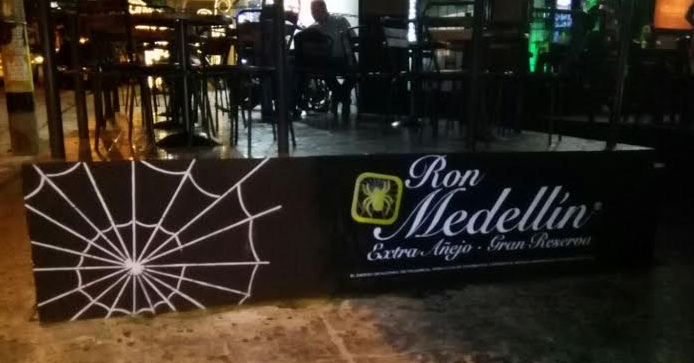 Ron
Medellín
Extra Añejo · Gran Reserva